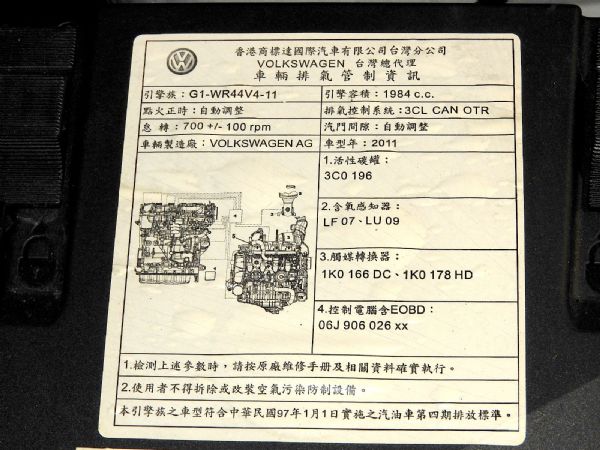 香港商標達國際汽車有限公司台灣分公司
VOLKSWAGEN 台灣總代理
車輛排氣管制資訊
引擎族：G1-WR44V4-11
引擎容積：1984 c.c.
點火正時：自動調整
排氣控制系統：3CL CAN OTR
怠 轉：700 +/- 100 rpm
汽門間隙：自動調整
車輛製造廠：VOLKSWAGEN AG
車型年：2011
1.活性碳罐：
3C0 196
2.含氧感知器：
LF 07、LU 09
3.觸媒轉換器：
1K0 166 DC、1K0 178 HD
4.控制電腦含EOBD：
06J 906 026 xx
1.檢測上述參數時，請按原廠維修手冊及相關資料確實執行。
2.使用者不得拆除或改裝空氣污染防制設備。
本引擎族之車型符合中華民國97年1月1日實施之汽油車第四期排放標準。